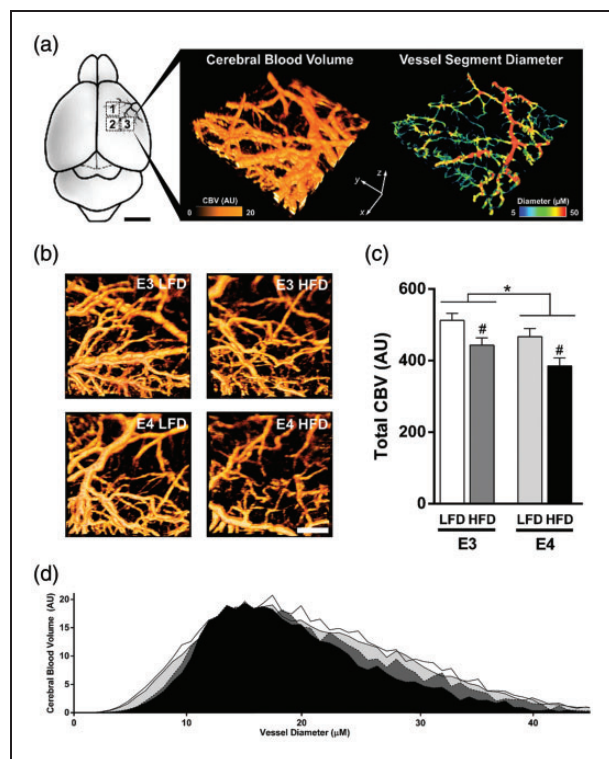 (a)
Cerebral Blood Volume
Vessel Segment Diameter
1
2 3
z
y
x
CBV (AU)
0 20
Diameter (μM)
5 50
(b)
E3 LFD
E3 HFD
E4 LFD
E4 HFD
(c)
Total CBV (AU)
600
400
200
0
*
#
#
LFD HFD LFD HFD
E3 E4
(d)
Cerebral Blood Volume (AU)
20
15
10
5
0
0 10 20 30 40
Vessel Diameter (μM)